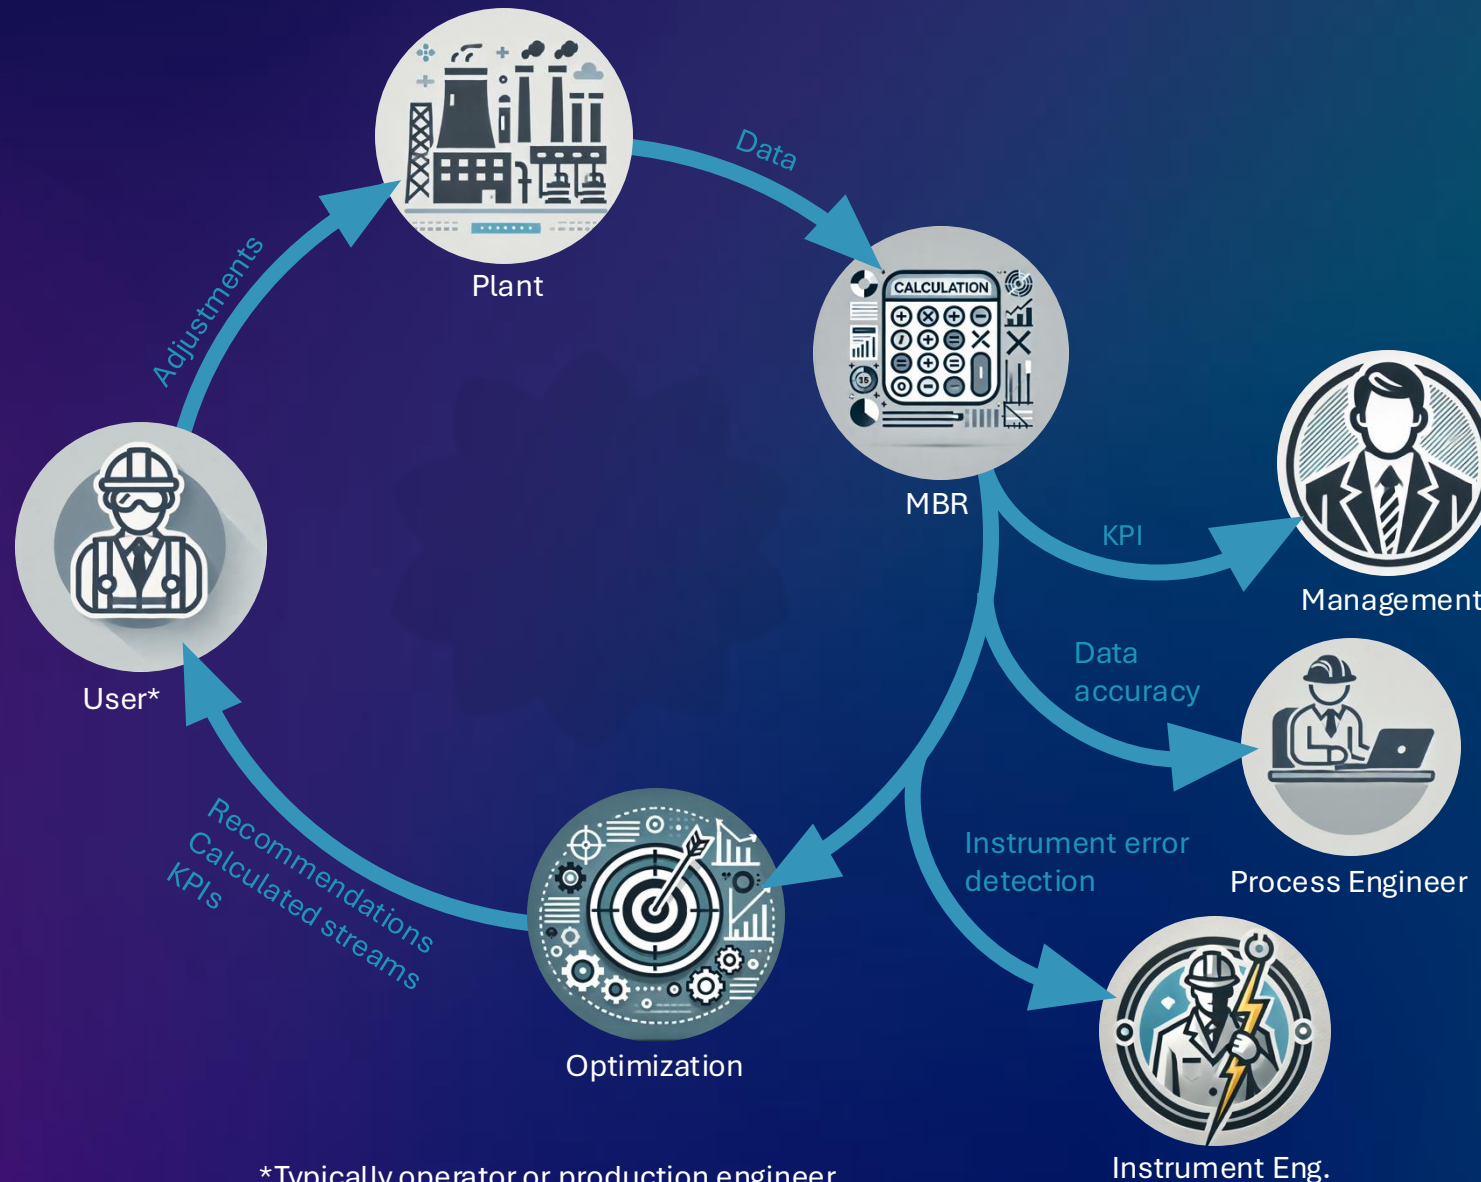 Data
CALCULATION
Plant
Adjustments
MBR
KPI
Management
Data
accuracy
User*
Recommendations
Calculated streams
KPIs
Instrument error
detection
Process Engineer
Optimization
*Typically operator or production engineer
Instrument Eng.